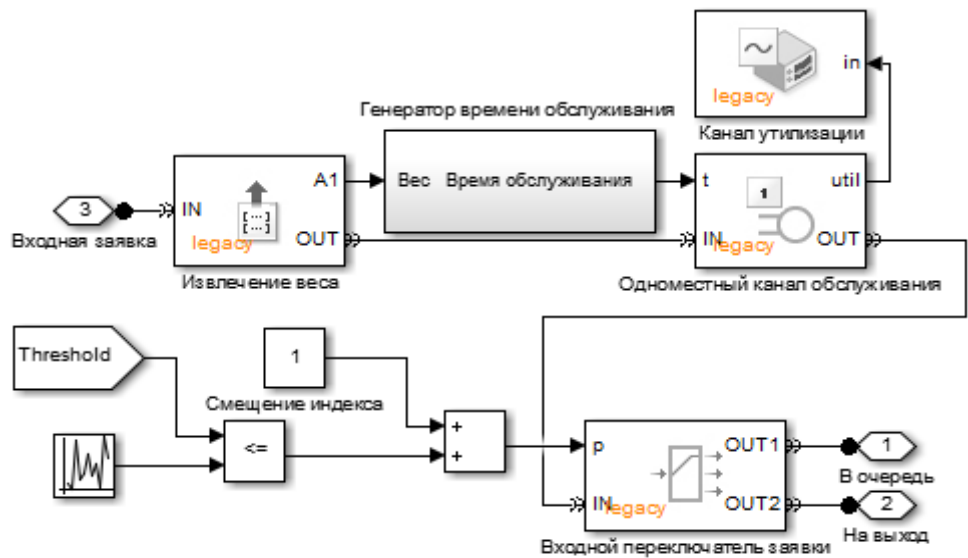 in
legacy
Канал утилизации
Генератор времени обслуживания
Вес Время обслуживания
3
Входная заявка
IN
A1
OUT
legacy
Извлечение веса
t
util
1
IN
OUT
legacy
Одноместный канал обслуживания
Threshold
1
Смещение индекса
<=
+
+
p
IN
OUT1
OUT2
legacy
Входной переключатель заявки
1
В очередь
2
На выход